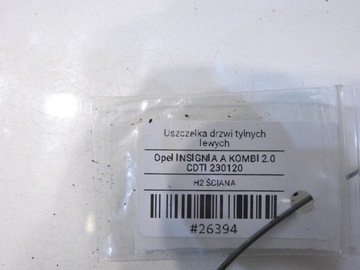 Uszczelka drzwi tylnych
lewych
Opel INSIGNIA A KOMBI 2.0
CDTI 230120
H2 ŚCIANA
#26394